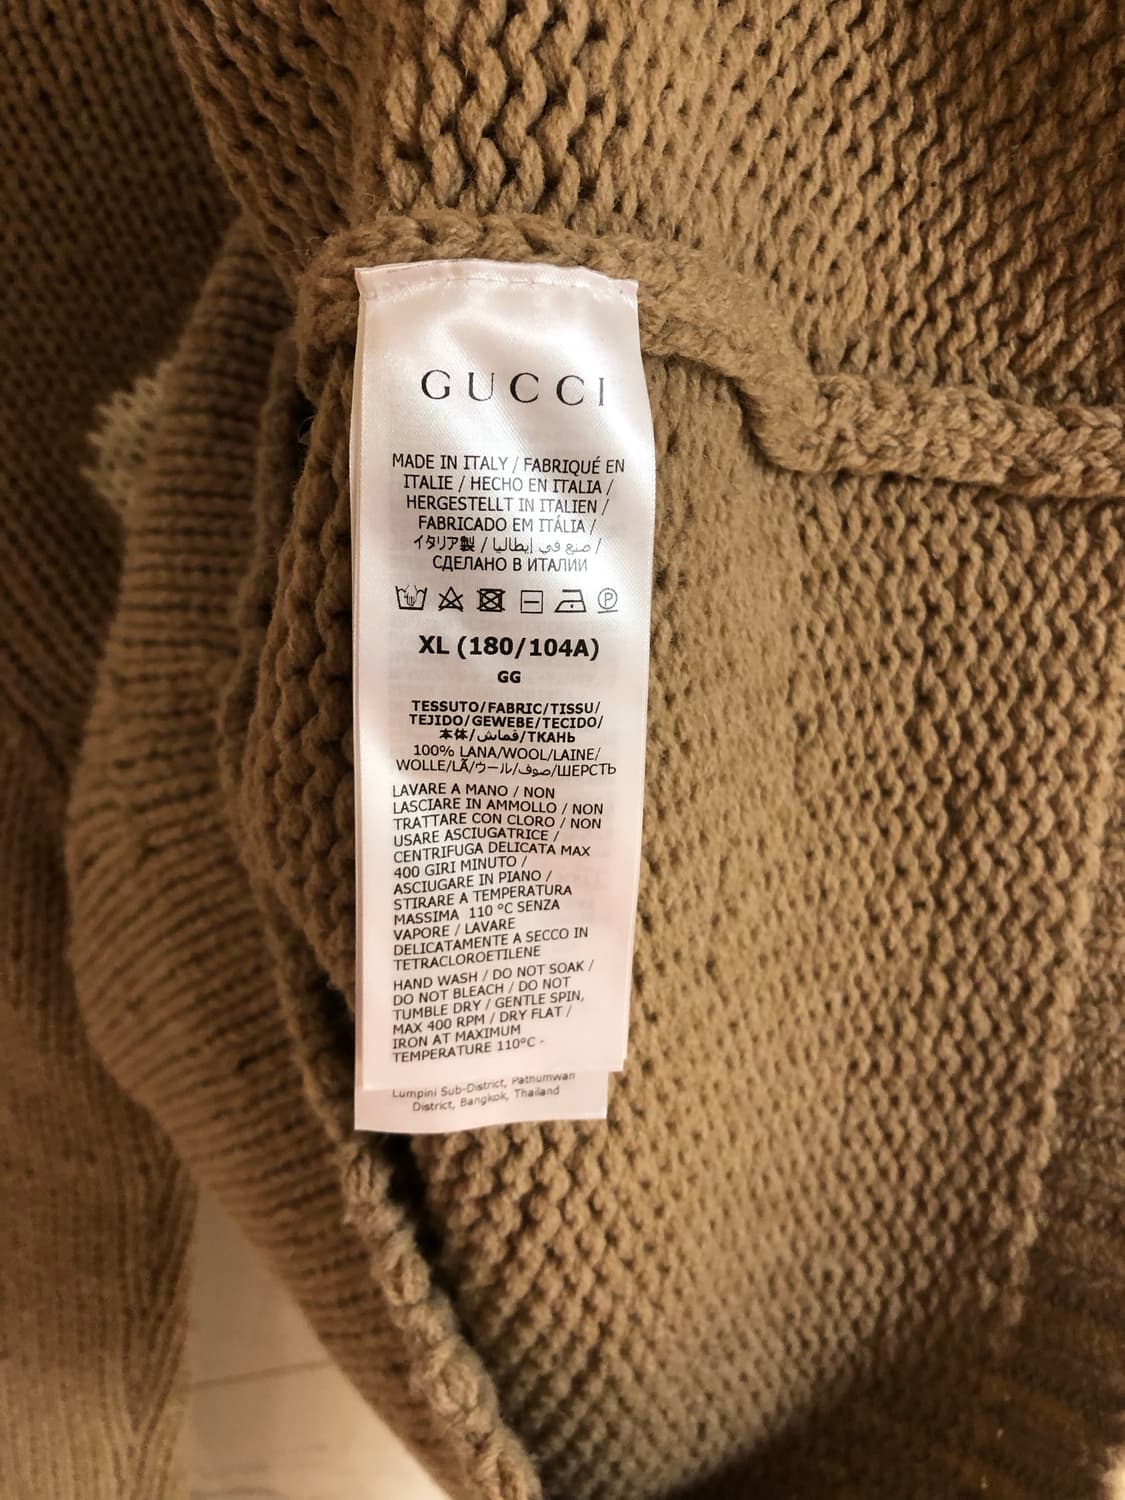 GUCCI
MADE IN ITALY / FABRIQUÉ EN
ITALIE / HECHO EN ITALIA /
HERGESTELLT IN ITALIEN /
FABRICADO EM ITÁLIA /
イタリア製 / صنع في إيطاليا /
СДЕЛАНО В ИТАЛИИ
P
XL (180/104A)
GG
TESSUTO/FABRIC/TISSU/
TEJIDO/GEWEBE/TECIDO/
本体/قماش/ТКАНЬ
100% LANA/WOOL/LAINE/
WOLLE/LÃ/ウール/صوف/ШЕРСТЬ
LAVARE A MANO / NON
LASCIARE IN AMMOLLO / NON
TRATTARE CON CLORO / NON
USARE ASCIUGATRICE /
CENTRIFUGA DELICATA MAX
400 GIRI MINUTO /
ASCIUGARE IN PIANO /
STIRARE A TEMPERATURA
MASSIMA 110 °C SENZA
VAPORE / LAVARE
DELICATAMENTE A SECCO IN
TETRACLOROETILENE
HAND WASH / DO NOT SOAK /
DO NOT BLEACH / DO NOT
TUMBLE DRY / GENTLE SPIN,
MAX 400 RPM / DRY FLAT /
IRON AT MAXIMUM
TEMPERATURE 110°C -
Lumpini Sub-District, Pathumwan
District, Bangkok, Thailand